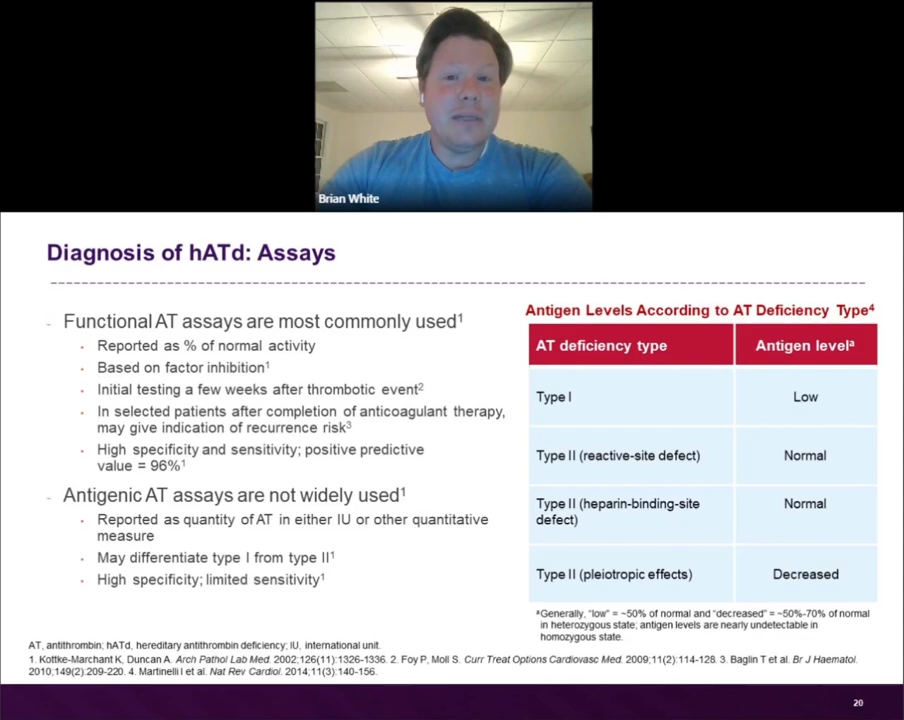 Brian White
Diagnosis of hATd: Assays
- Functional AT assays are most commonly used¹
• Reported as % of normal activity
• Based on factor inhibition¹
• Initial testing a few weeks after thrombotic event²
• In selected patients after completion of anticoagulant therapy,
may give indication of recurrence risk³
• High specificity and sensitivity; positive predictive
value = 96%¹
- Antigenic AT assays are not widely used¹
• Reported as quantity of AT in either IU or other quantitative
measure
• May differentiate type I from type II¹
• High specificity; limited sensitivity¹
Antigen Levels According to AT Deficiency Type⁴
AT deficiency type Antigen levelᵃ
Type I Low
Type II (reactive-site defect) Normal
Type II (heparin-binding-site Normal
defect)
Type II (pleiotropic effects) Decreased
ᵃGenerally, “low” = ~50% of normal and “decreased” = ~50%-70% of normal
in heterozygous state; antigen levels are nearly undetectable in
homozygous state.
AT, antithrombin; hATd, hereditary antithrombin deficiency; IU, international unit.
1. Kottke-Marchant K, Duncan A. Arch Pathol Lab Med. 2002;126(11):1326-1336. 2. Foy P, Moll S. Curr Treat Options Cardiovasc Med. 2009;11(2):114-128. 3. Baglin T et al. Br J Haematol.
2010;149(2):209-220. 4. Martinelli I et al. Nat Rev Cardiol. 2014;11(3):140-156.
20